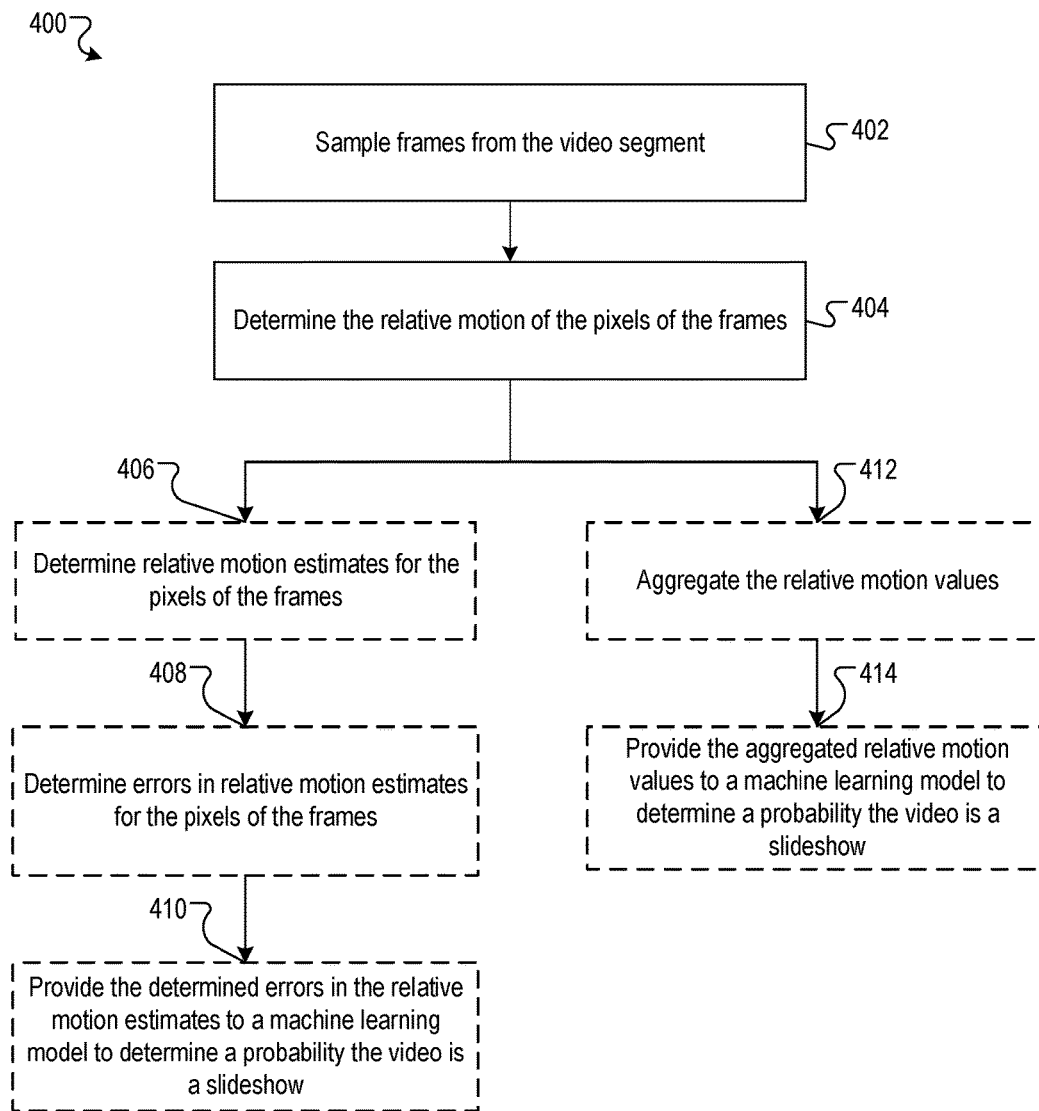 400
Sample frames from the video segment
402
Determine the relative motion of the pixels of the frames
404
406
Determine relative motion estimates for the
pixels of the frames
408
Determine errors in relative motion estimates
for the pixels of the frames
410
Provide the determined errors in the relative
motion estimates to a machine learning
model to determine a probability the video is
a slideshow
412
Aggregate the relative motion values
414
Provide the aggregated relative motion
values to a machine learning model to
determine a probability the video is a
slideshow